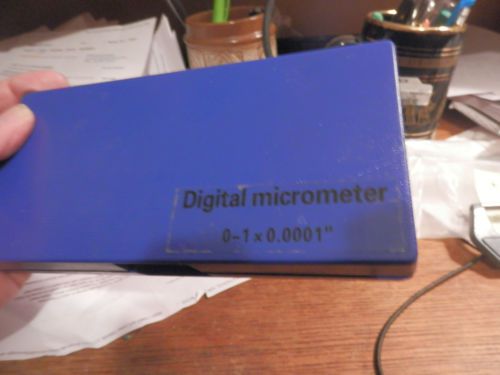 Digital micrometer
0-1 x 0.0001"